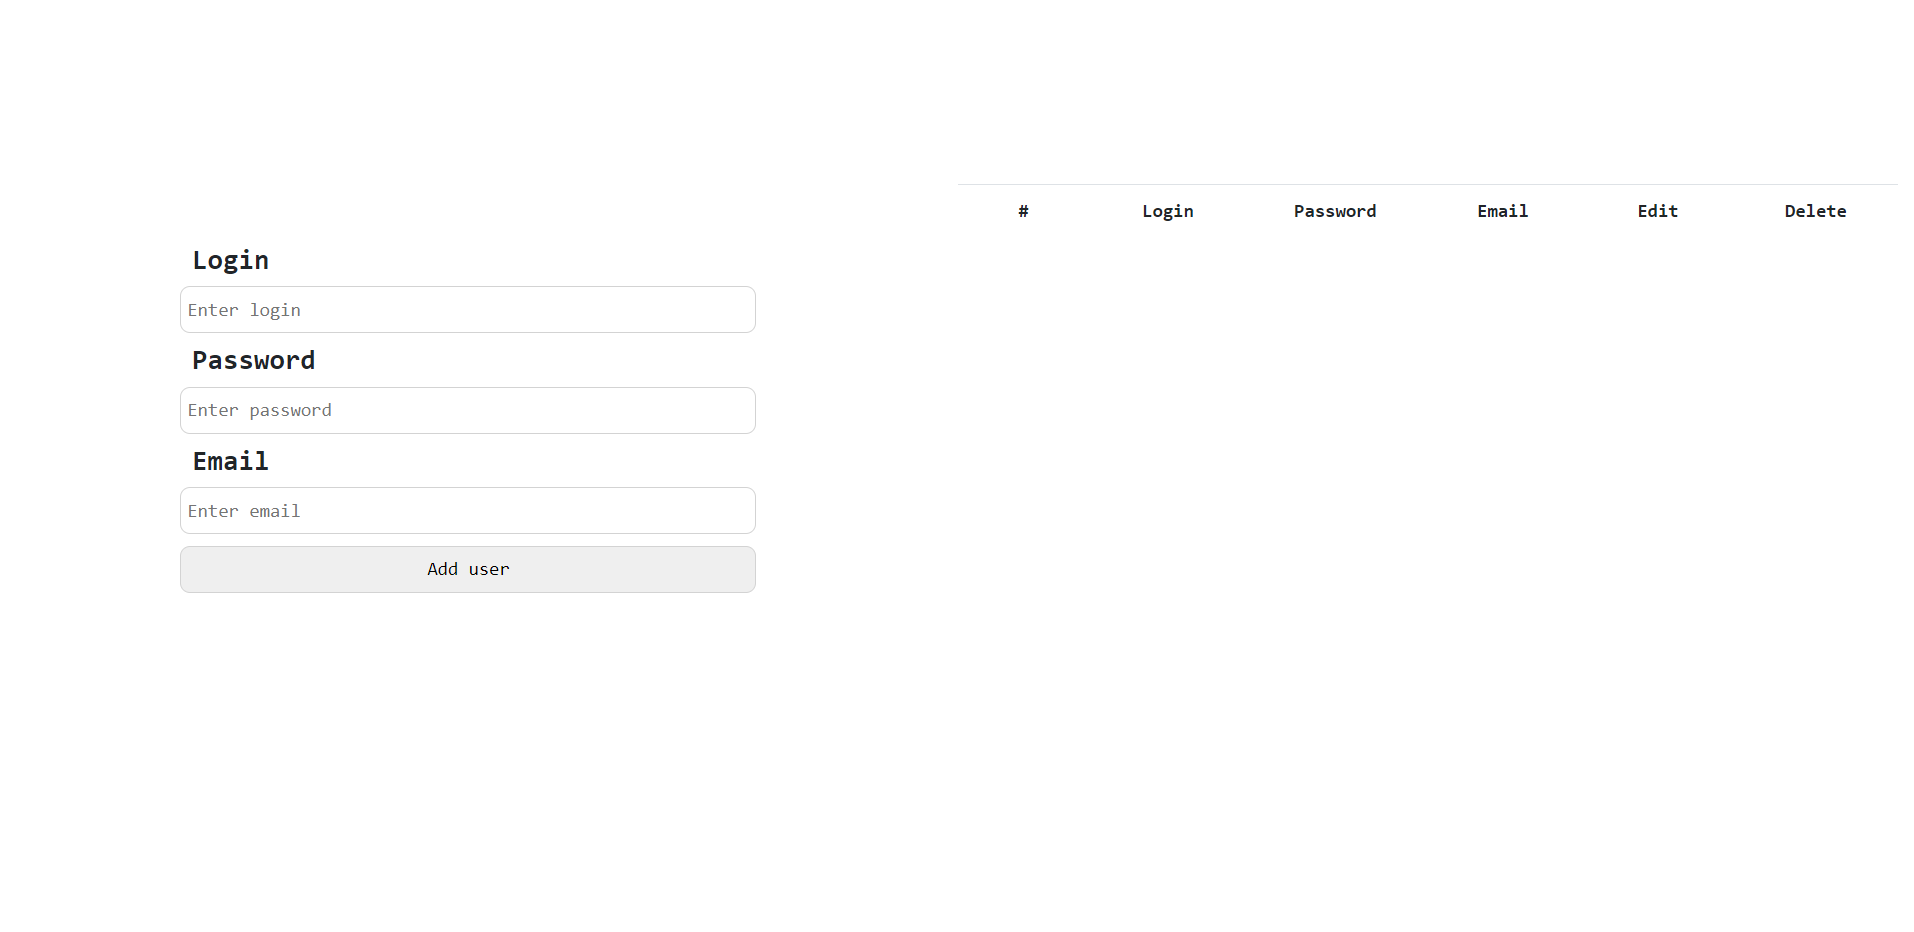 # Login Password Email Edit Delete
Login
Enter login
Password
Enter password
Email
Enter email
Add user